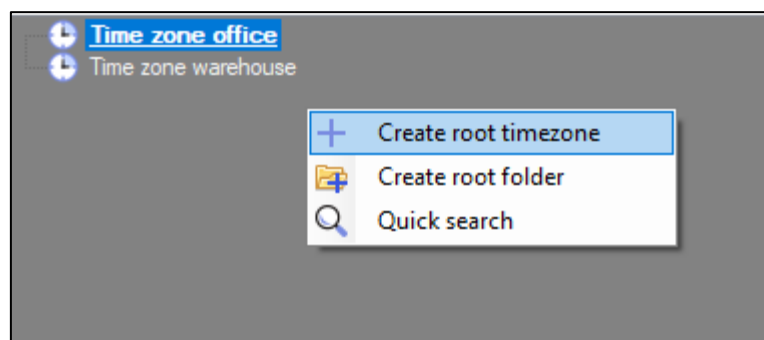 Time zone office
Time zone warehouse
Create root timezone
Create root folder
Quick search